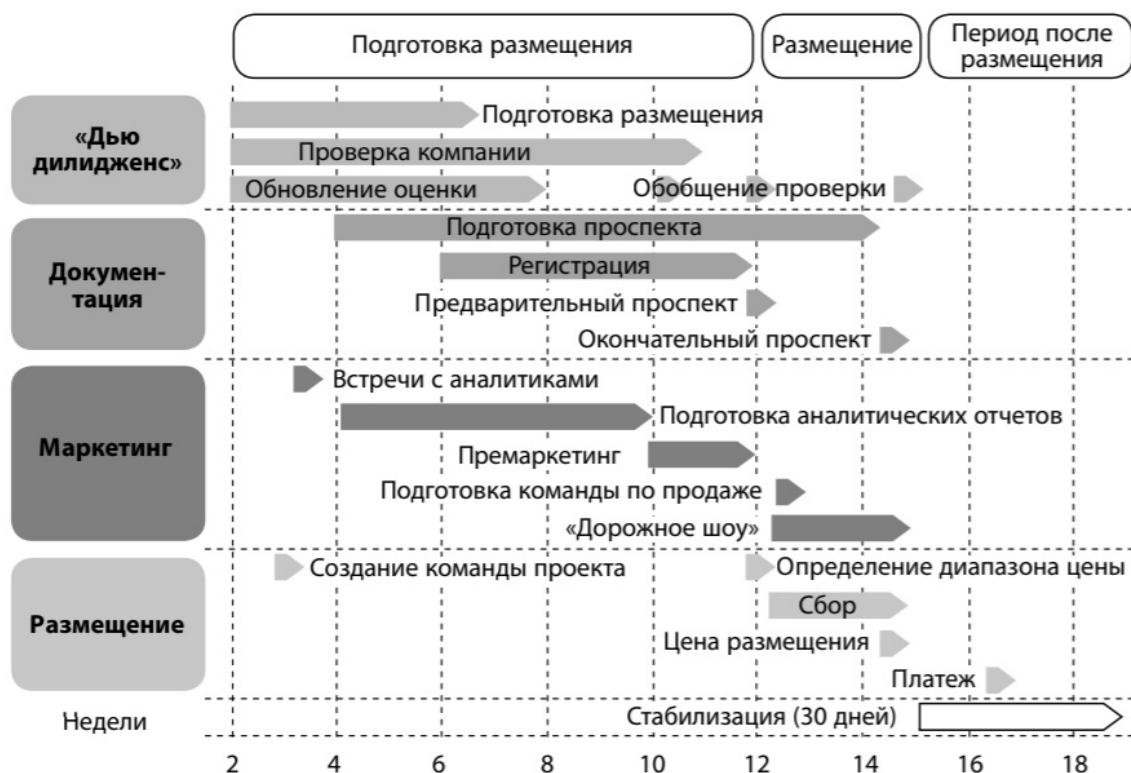 Подготовка размещения
Размещение
Период после
размещения
«Дью
дилидженс»
Подготовка размещения
Проверка компании
Обновление оценки
Обобщение проверки
Докумен-
тация
Подготовка проспекта
Регистрация
Предварительный проспект
Окончательный проспект
Маркетинг
Встречи с аналитиками
Подготовка аналитических отчетов
Премаркетинг
Подготовка команды по продаже
«Дорожное шоу»
Размещение
Создание команды проекта
Определение диапазона цены
Сбор
Цена размещения
Платеж
Недели
Стабилизация (30 дней)
2 4 6 8 10 12 14 16 18